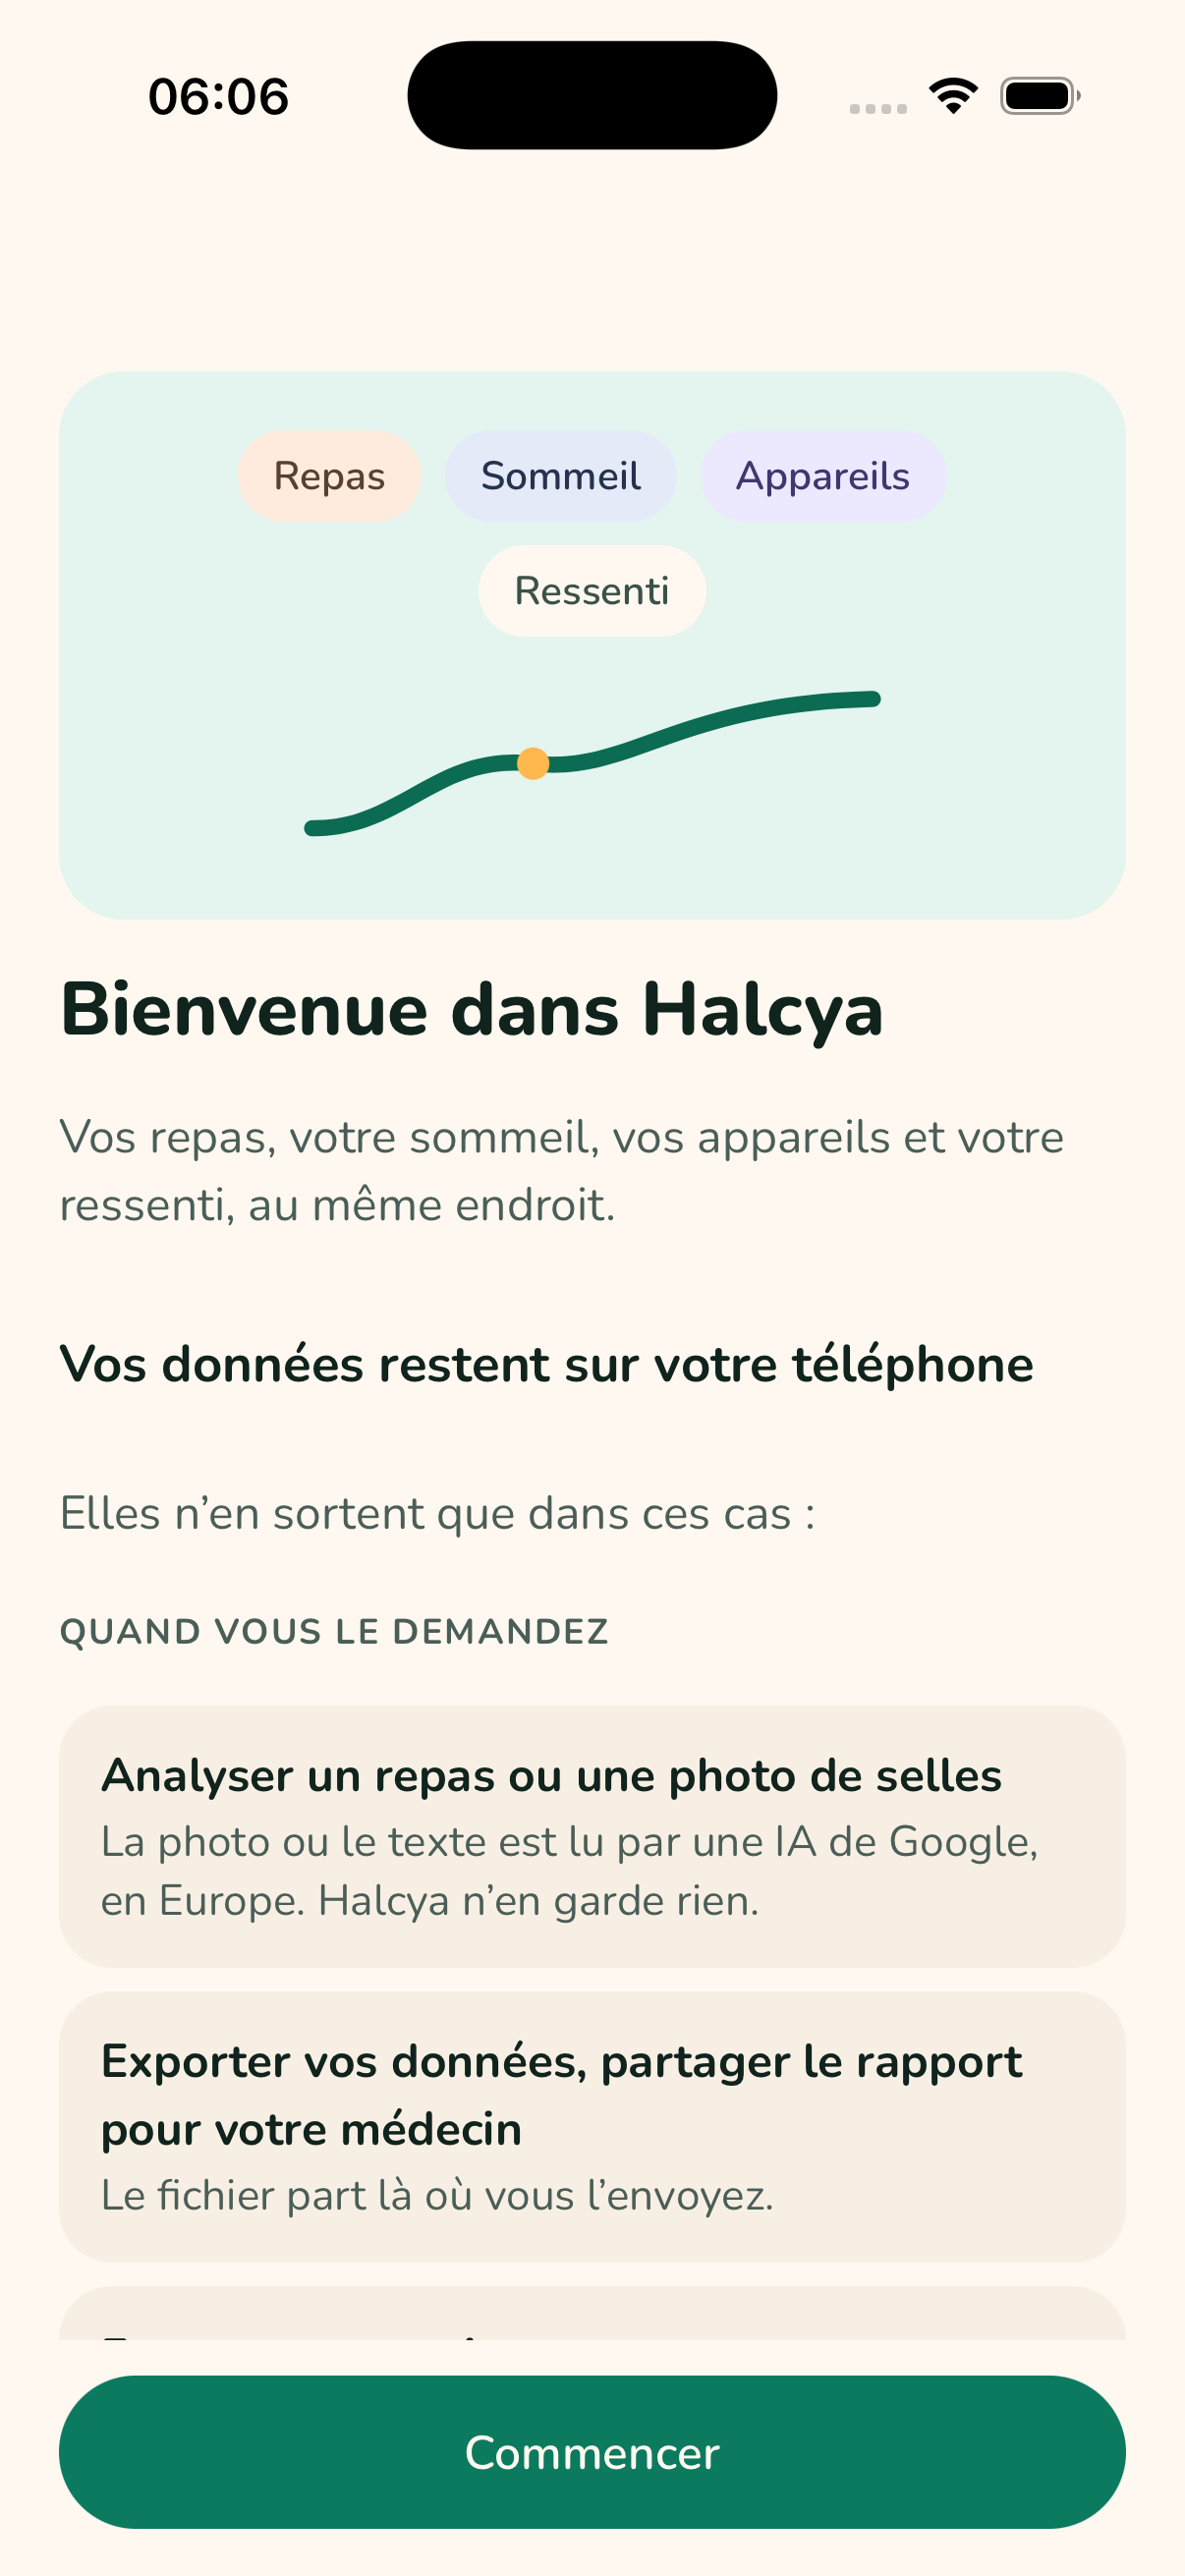 06:06
Repas
Sommeil
Appareils
Ressenti
Bienvenue dans Halcya
Vos repas, votre sommeil, vos appareils et votre
ressenti, au même endroit.
Vos données restent sur votre téléphone
Elles n’en sortent que dans ces cas :
QUAND VOUS LE DEMANDEZ
Analyser un repas ou une photo de selles
La photo ou le texte est lu par une IA de Google,
en Europe. Halcya n’en garde rien.
Exporter vos données, partager le rapport
pour votre médecin
Le fichier part là où vous l’envoyez.
Commencer